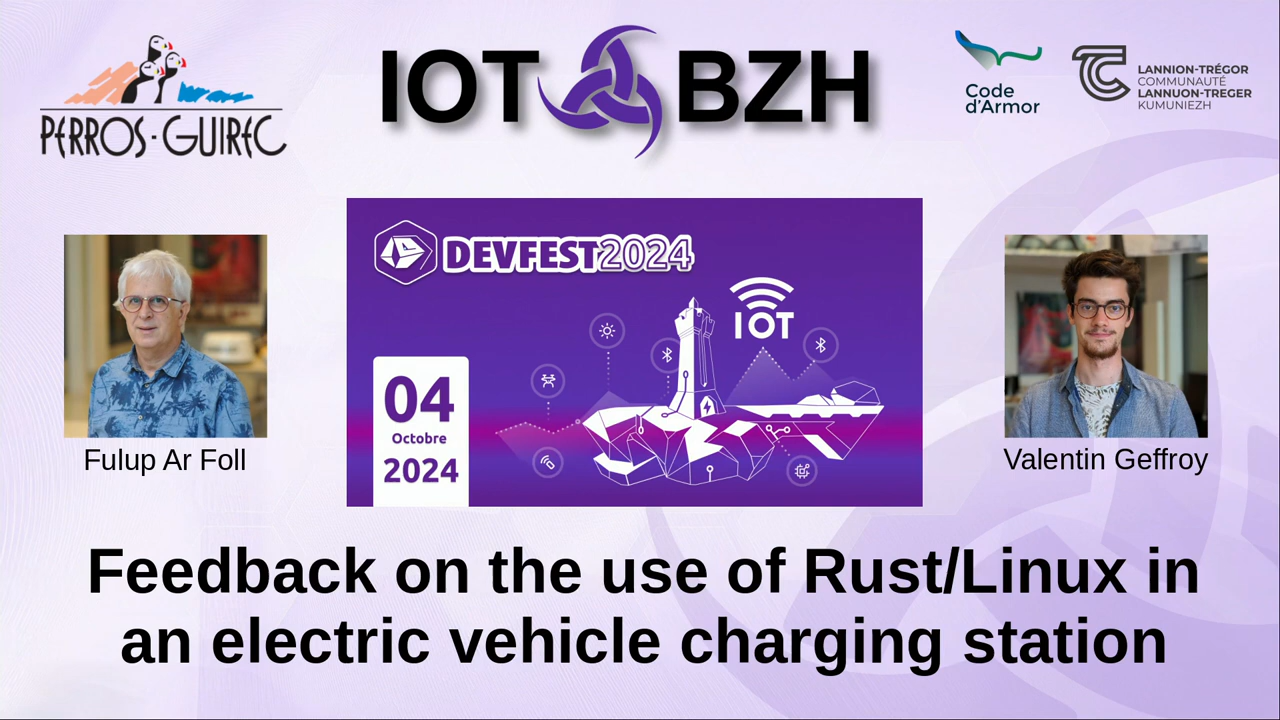 PERROS-GUIREC
IOT BZH
Code
d'Armor
LANNION-TRÉGOR
COMMUNAUTÉ
LANNUON-TREGER
KUMUNIEZH
DEVFEST2024
IOT
04
Octobre
2024
Fulup Ar Foll
Valentin Geffroy
Feedback on the use of Rust/Linux in
an electric vehicle charging station